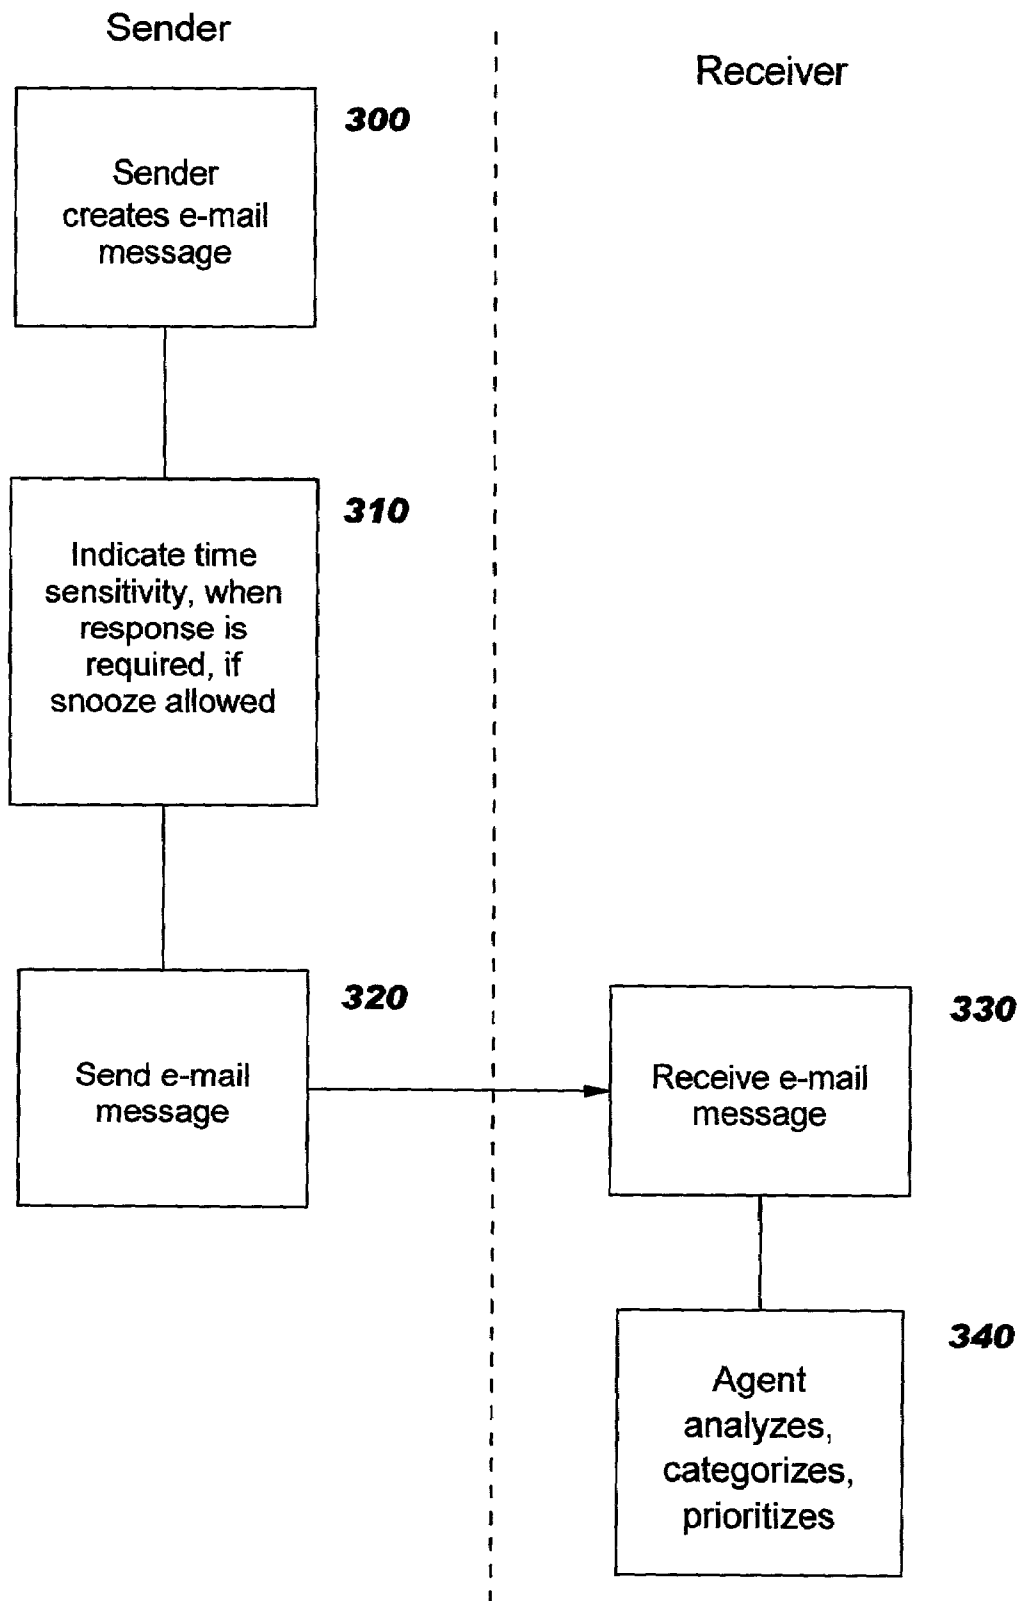 Sender
Receiver
300
Sender
creates e-mail
message
310
Indicate time
sensitivity, when
response is
required, if
snooze allowed
320
Send e-mail
message
330
Receive e-mail
message
340
Agent
analyzes,
categorizes,
prioritizes